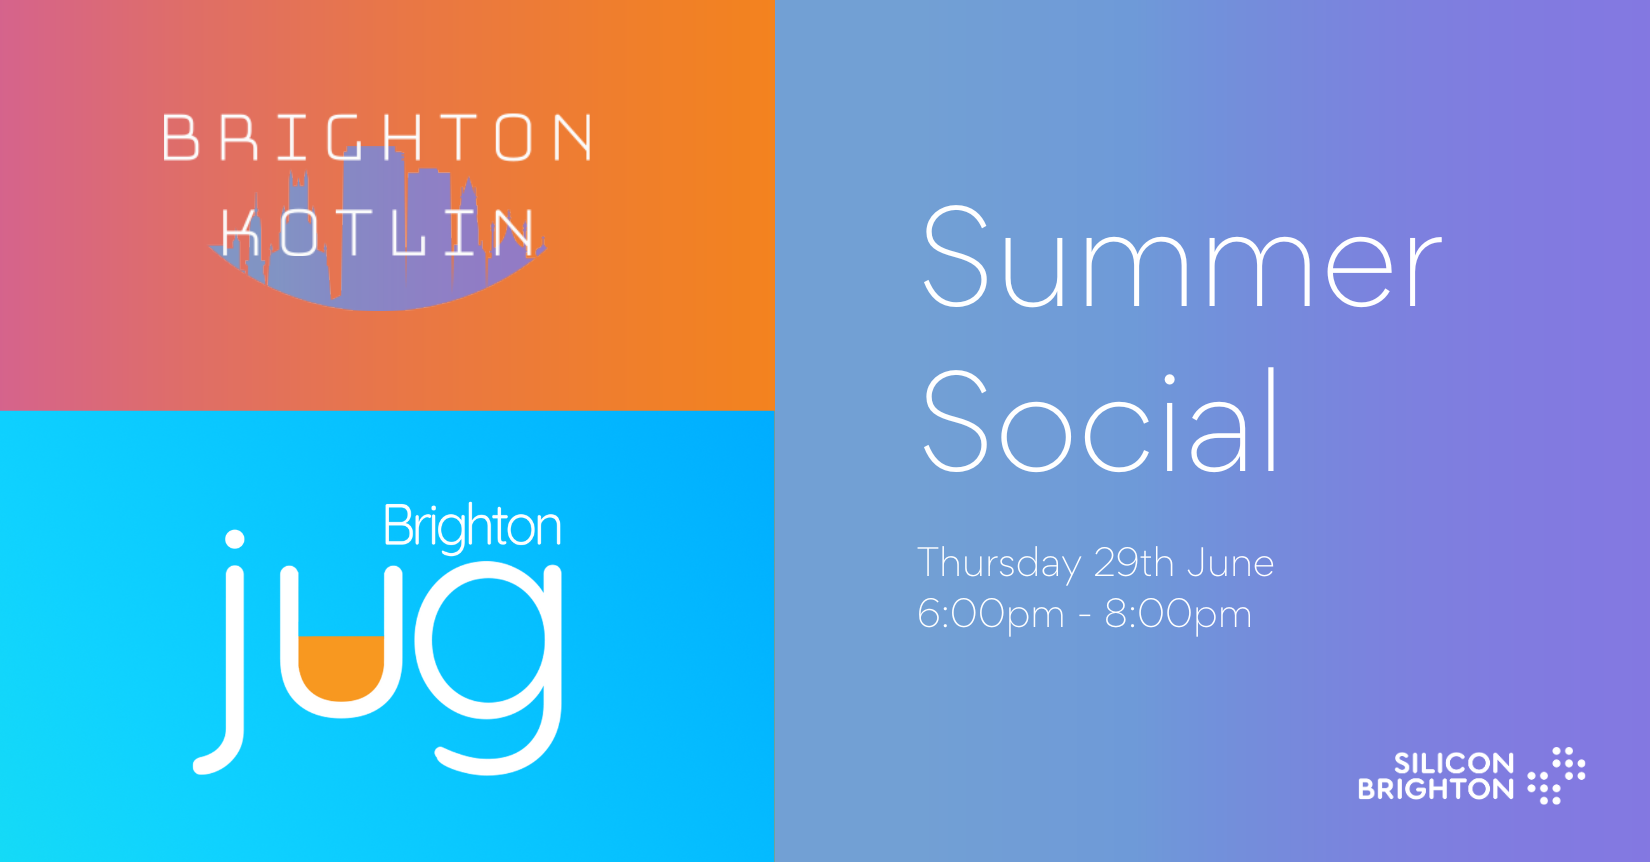 BRIGHTON
KOTLIN
Brighton
jug
Summer
Social
Thursday 29th June
6:00pm - 8:00pm
SILICON
BRIGHTON